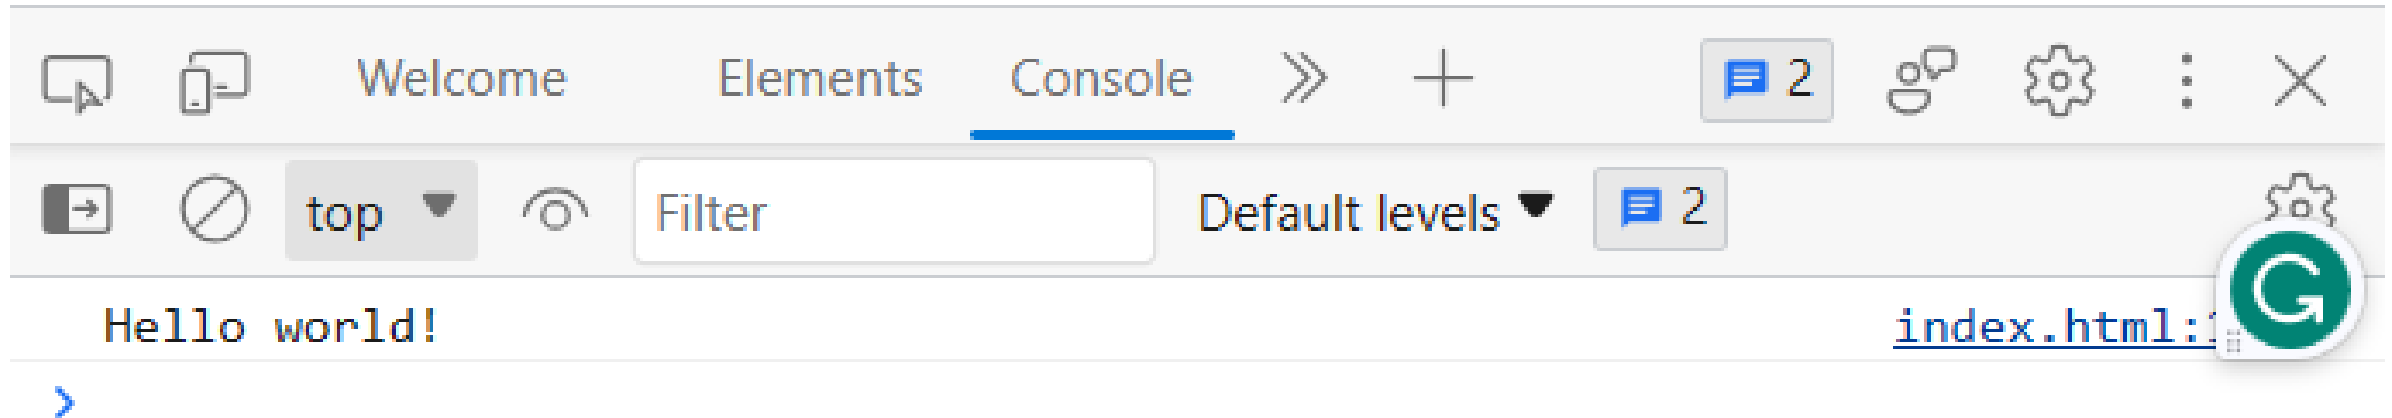 Welcome Elements Console 2
top Filter Default levels 2
Hello world! index.html: